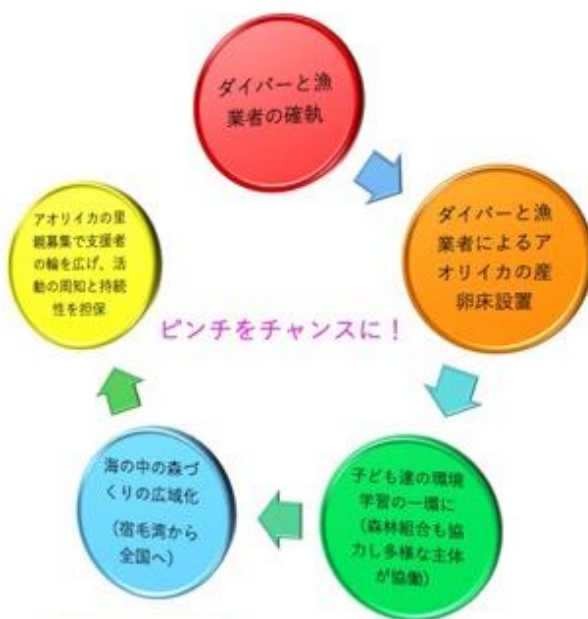 ダイバーと漁
業者の確執
ダイバーと漁
業者によるア
オリイカの産
卵床設置
子ども達の環境
学習の一環に
(森林組合も協
力し多様な主体
が協働)
海の中の森づ
くりの広域化
(宿毛湾から
全国へ)
アオリイカの里
親募集で支援者
の輪を広げ、活
動の周知と持続
性を担保
ピンチをチャンスに!